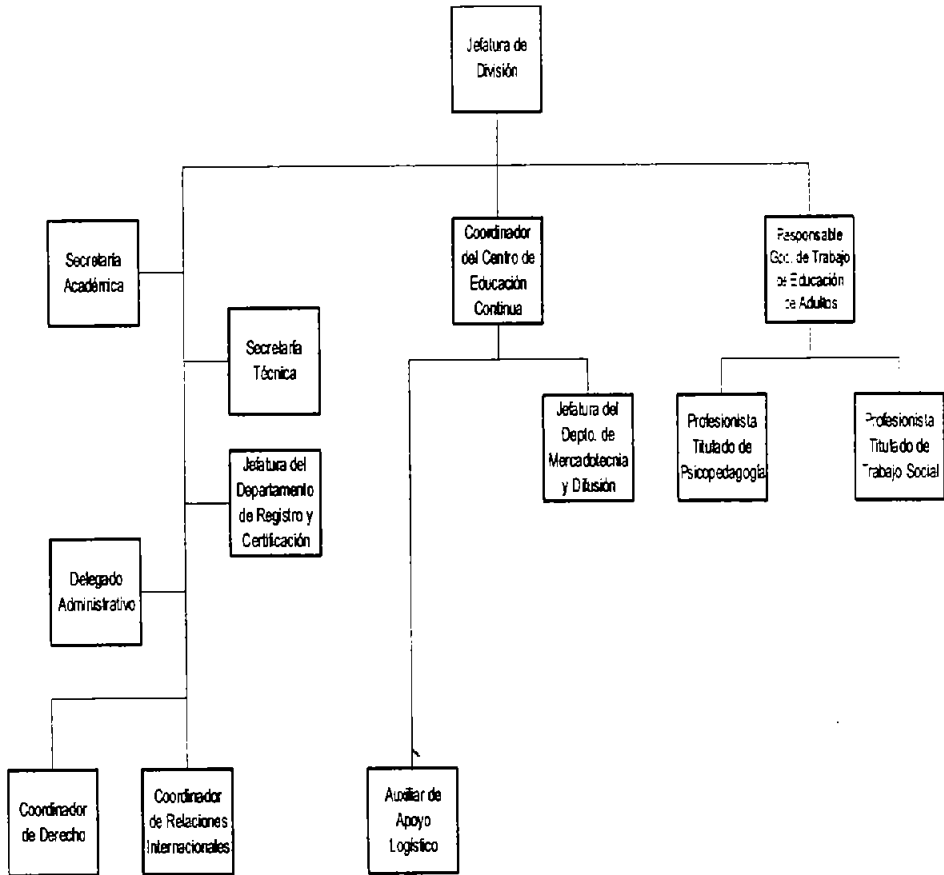 Jefatura de
División
Secretaría
Académica
Coordinador
del Centro de
Educación
Continua
Responsable
Gpo. de Trabajo
de Educación
de Adultos
Secretaría
Técnica
Jefatura del
Depto. de
Mercadotecnia
y Difusión
Profesionista
Titulado de
Psicopedagogía
Profesionista
Titulado de
Trabajo Social
Jefatura del
Departamento
de Registro y
Certificación
Delegado
Administrativo
Coordinador
de Derecho
Coordinador
de Relaciones
Internacionales
Auxiliar de
Apoyo
Logístico